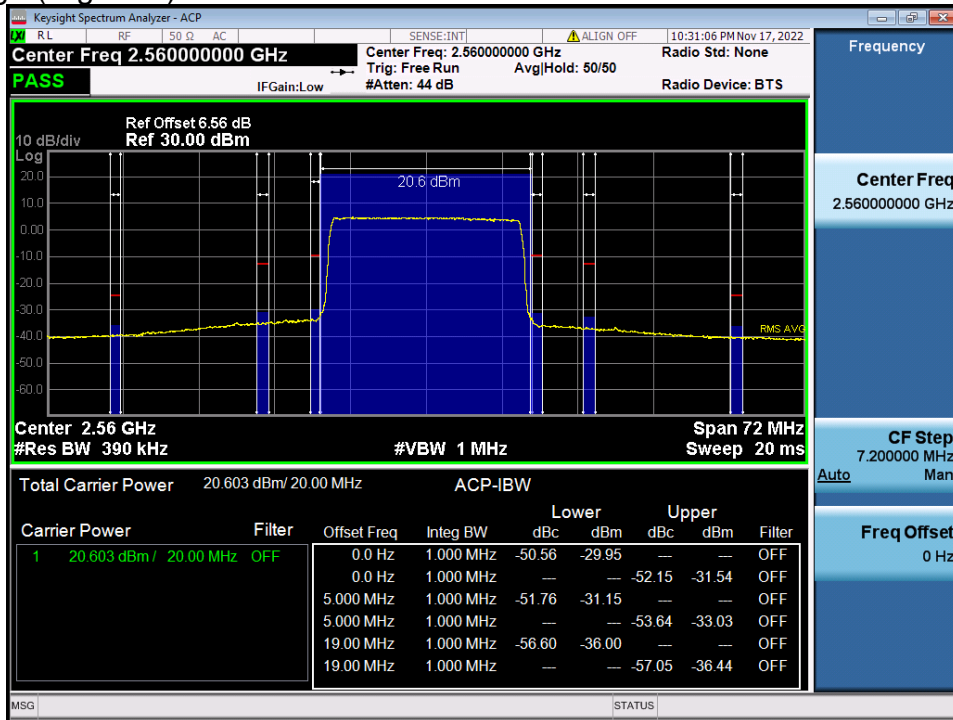 Keysight Spectrum Analyzer - ACP
LXI RL RF 50 Ω AC SENSE:INT ALIGN OFF 10:31:06 PM Nov 17, 2022
Center Freq 2.560000000 GHz
PASS
IFGain:Low
Center Freq: 2.560000000 GHz
Trig: Free Run Avg|Hold: 50/50
#Atten: 44 dB
Radio Std: None
Radio Device: BTS
Ref Offset 6.56 dB
10 dB/div Ref 30.00 dBm
Log
20.0
10.0
0.00
-10.0
-20.0
-30.0
-40.0
-50.0
-60.0
20.6 dBm
RMS AVG
Center 2.56 GHz Span 72 MHz
#Res BW 390 kHz #VBW 1 MHz Sweep 20 ms
Total Carrier Power 20.603 dBm/ 20.00 MHz ACP-IBW
Lower Upper
Carrier Power Filter Offset Freq Integ BW dBc dBm dBc dBm Filter
1 20.603 dBm / 20.00 MHz OFF 0.0 Hz 1.000 MHz -50.56 -29.95 --- --- OFF
0.0 Hz 1.000 MHz --- --- -52.15 -31.54 OFF
5.000 MHz 1.000 MHz -51.76 -31.15 --- --- OFF
5.000 MHz 1.000 MHz --- --- -53.64 -33.03 OFF
19.00 MHz 1.000 MHz -56.60 -36.00 --- --- OFF
19.00 MHz 1.000 MHz --- --- -57.05 -36.44 OFF
MSG STATUS
Frequency
Center Freq
2.560000000 GHz
CF Step
7.200000 MHz
Auto Man
Freq Offset
0 Hz